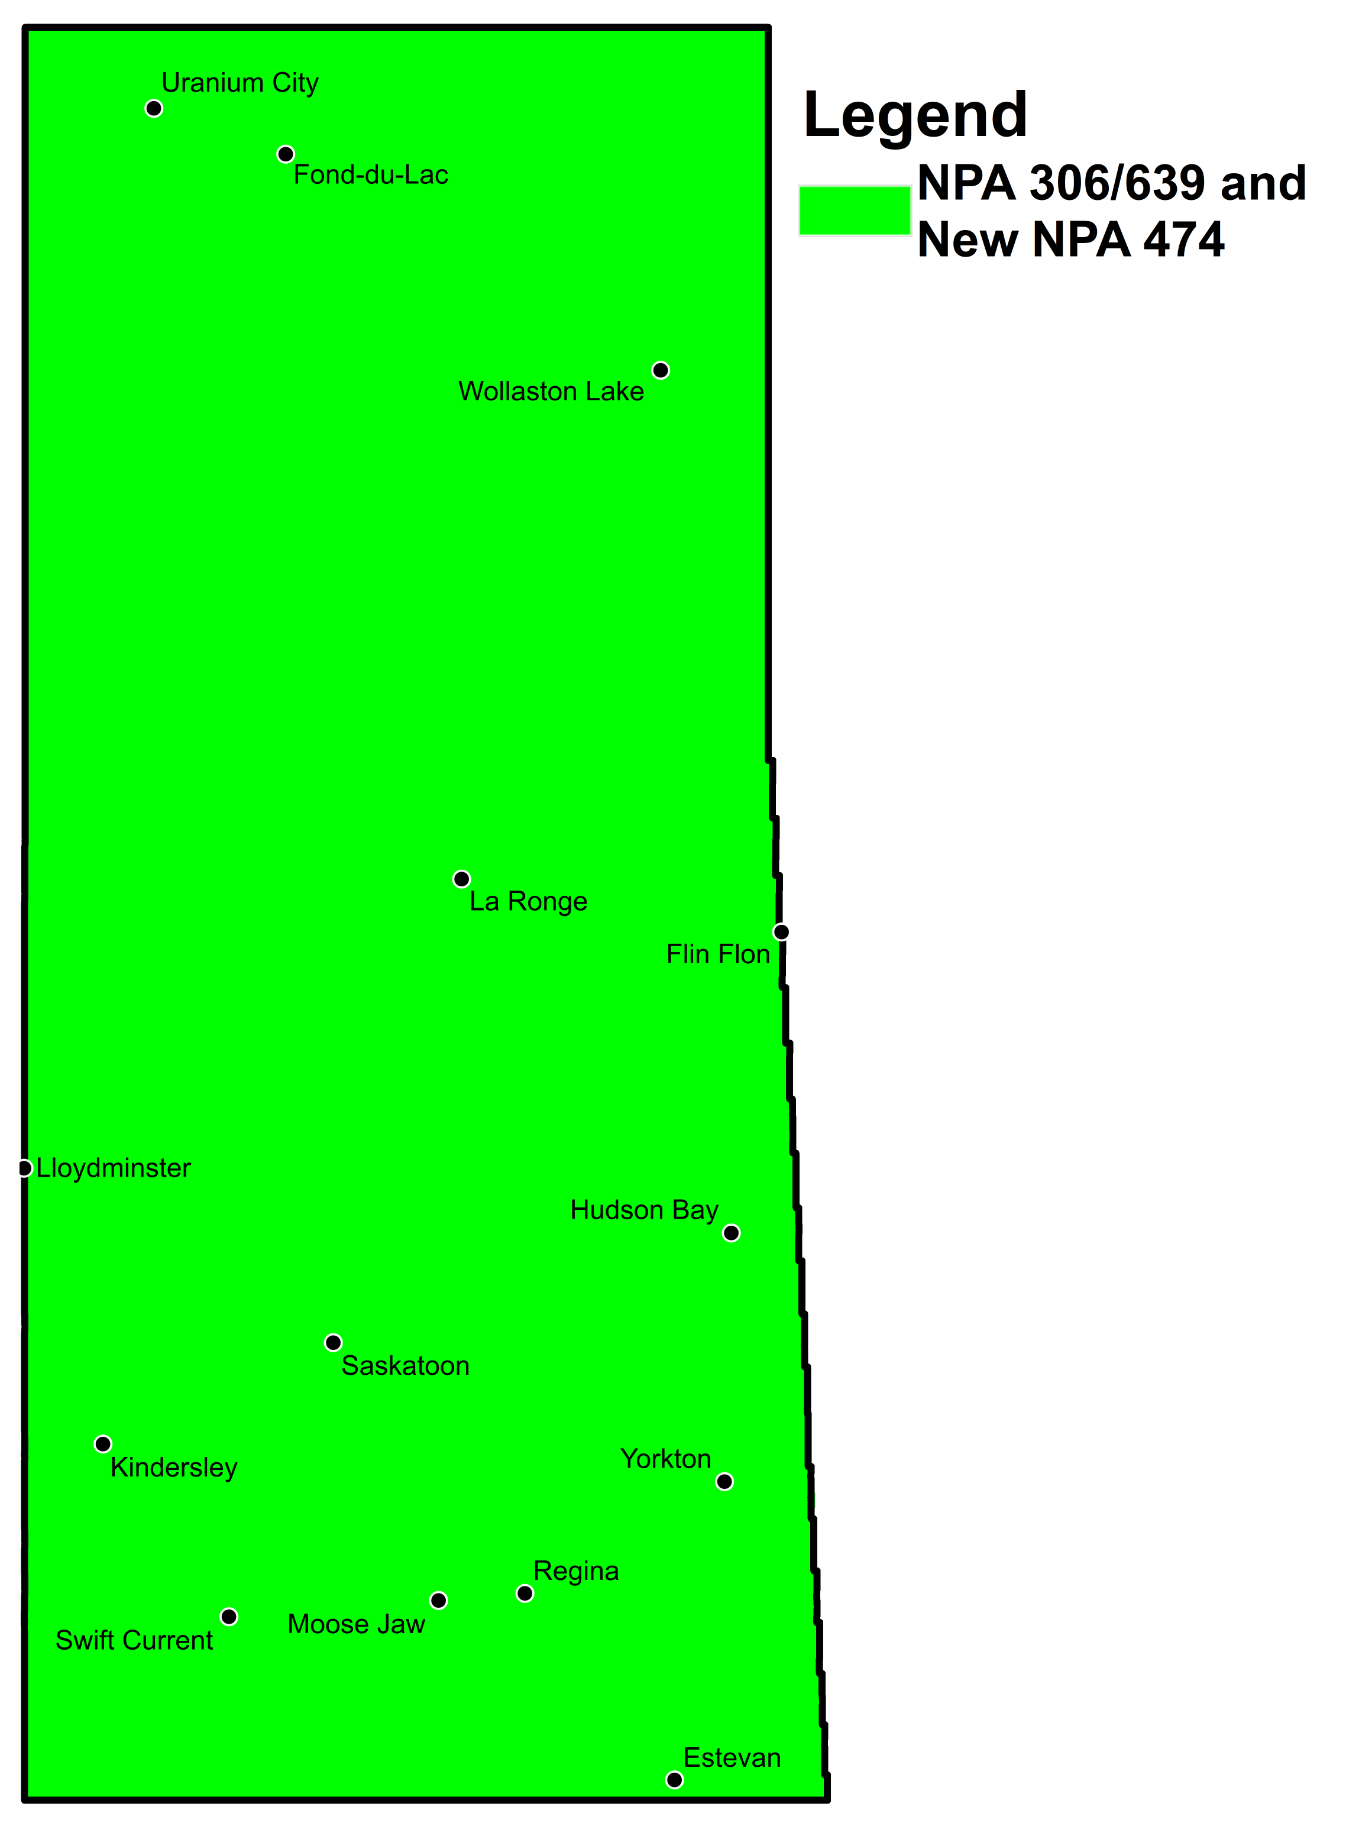 Uranium City
Fond-du-Lac
Legend
NPA 306/639 and
New NPA 474
Wollaston Lake
La Ronge
Flin Flon
Lloydminster
Hudson Bay
Saskatoon
Kindersley
Yorkton
Regina
Moose Jaw
Swift Current
Estevan